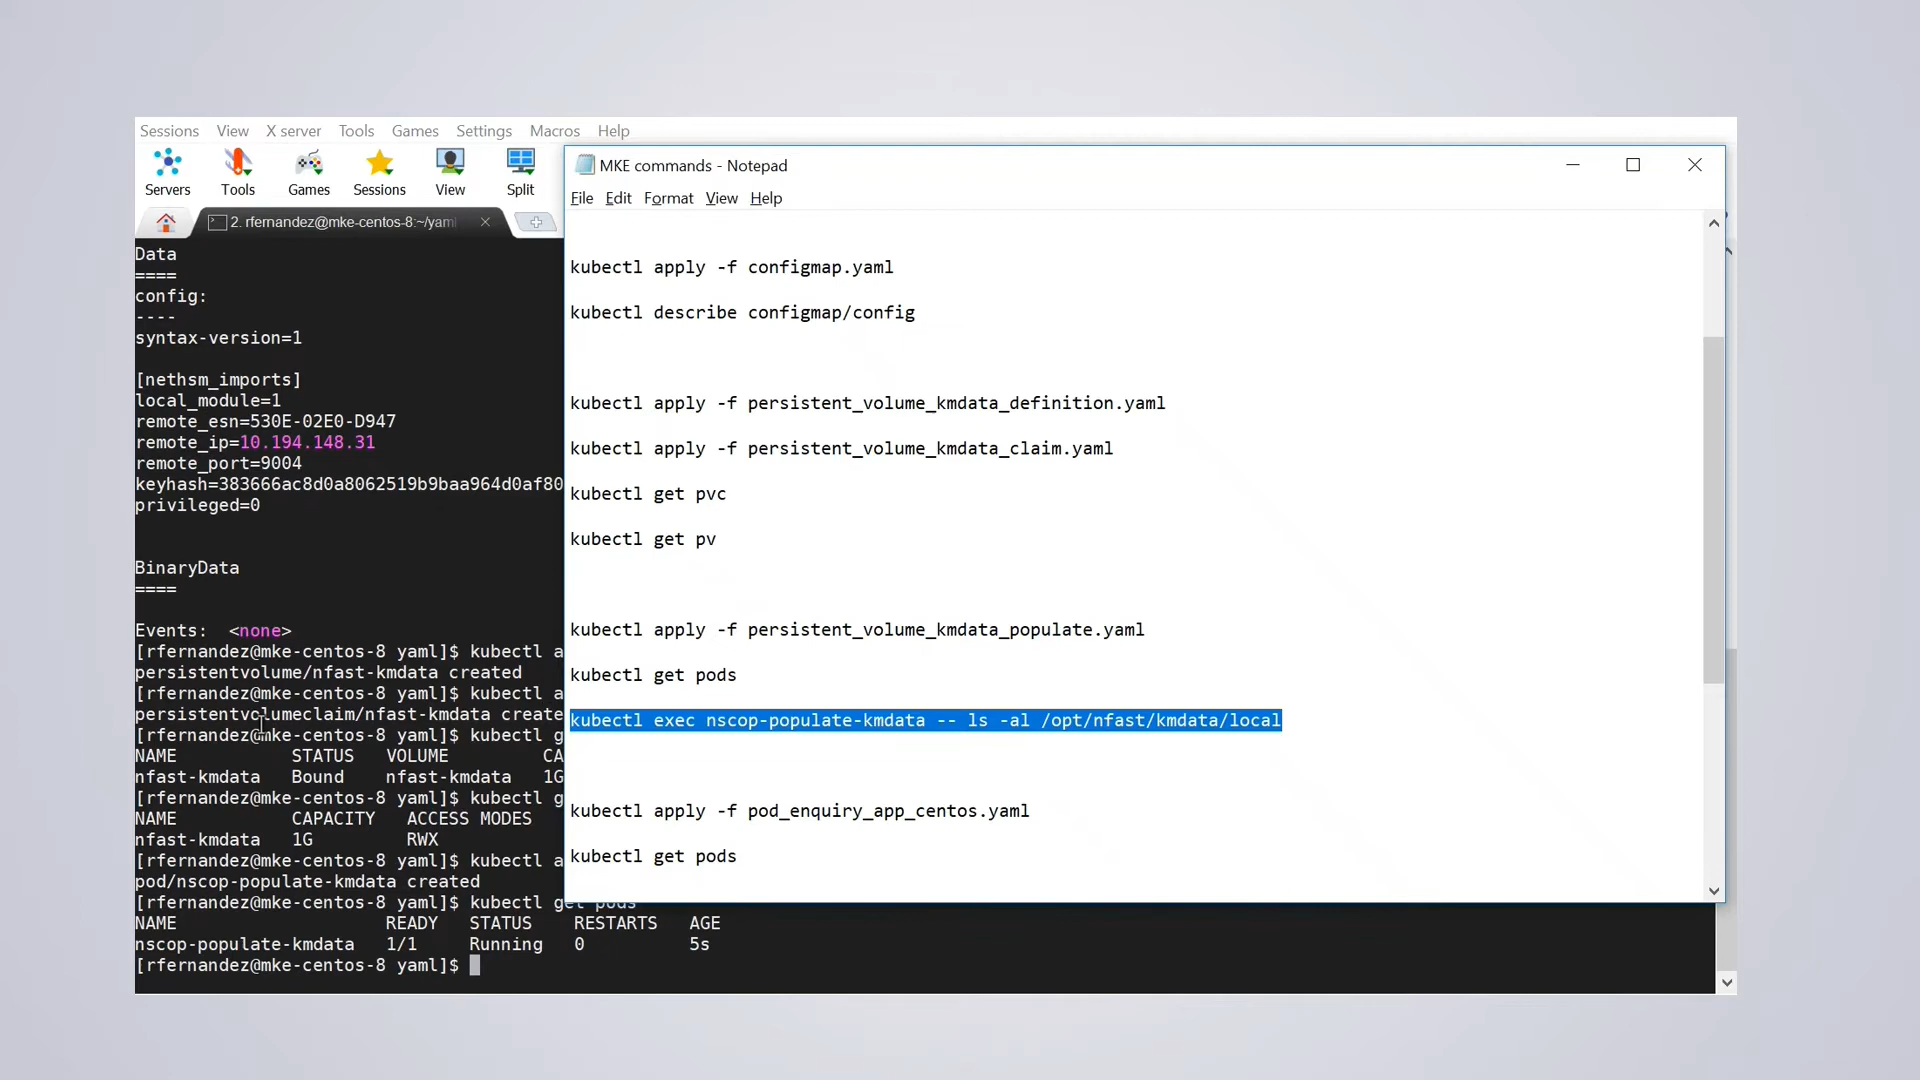 Sessions View X server Tools Games Settings Macros Help
Servers Tools Games Sessions View Split
2. rfernandez@mke-centos-8:~/yaml
Data
====
config:
----
syntax-version=1
[nethsm_imports]
local_module=1
remote_esn=530E-02E0-D947
remote_ip=10.194.148.31
remote_port=9004
keyhash=383666ac8d0a8062519b9baa964d0af80
privileged=0
BinaryData
====
Events: <none>
[rfernandez@mke-centos-8 yaml]$ kubectl a
persistentvolume/nfast-kmdata created
[rfernandez@mke-centos-8 yaml]$ kubectl a
persistentvolumeclaim/nfast-kmdata create
[rfernandez@mke-centos-8 yaml]$ kubectl g
NAME STATUS VOLUME CA
nfast-kmdata Bound nfast-kmdata 1G
[rfernandez@mke-centos-8 yaml]$ kubectl g
NAME CAPACITY ACCESS MODES
nfast-kmdata 1G RWX
[rfernandez@mke-centos-8 yaml]$ kubectl a
pod/nscop-populate-kmdata created
[rfernandez@mke-centos-8 yaml]$ kubectl get pods
NAME READY STATUS RESTARTS AGE
nscop-populate-kmdata 1/1 Running 0 5s
[rfernandez@mke-centos-8 yaml]$
MKE commands - Notepad
File Edit Format View Help
kubectl apply -f configmap.yaml
kubectl describe configmap/config
kubectl apply -f persistent_volume_kmdata_definition.yaml
kubectl apply -f persistent_volume_kmdata_claim.yaml
kubectl get pvc
kubectl get pv
kubectl apply -f persistent_volume_kmdata_populate.yaml
kubectl get pods
kubectl exec nscop-populate-kmdata -- ls -al /opt/nfast/kmdata/local
kubectl apply -f pod_enquiry_app_centos.yaml
kubectl get pods